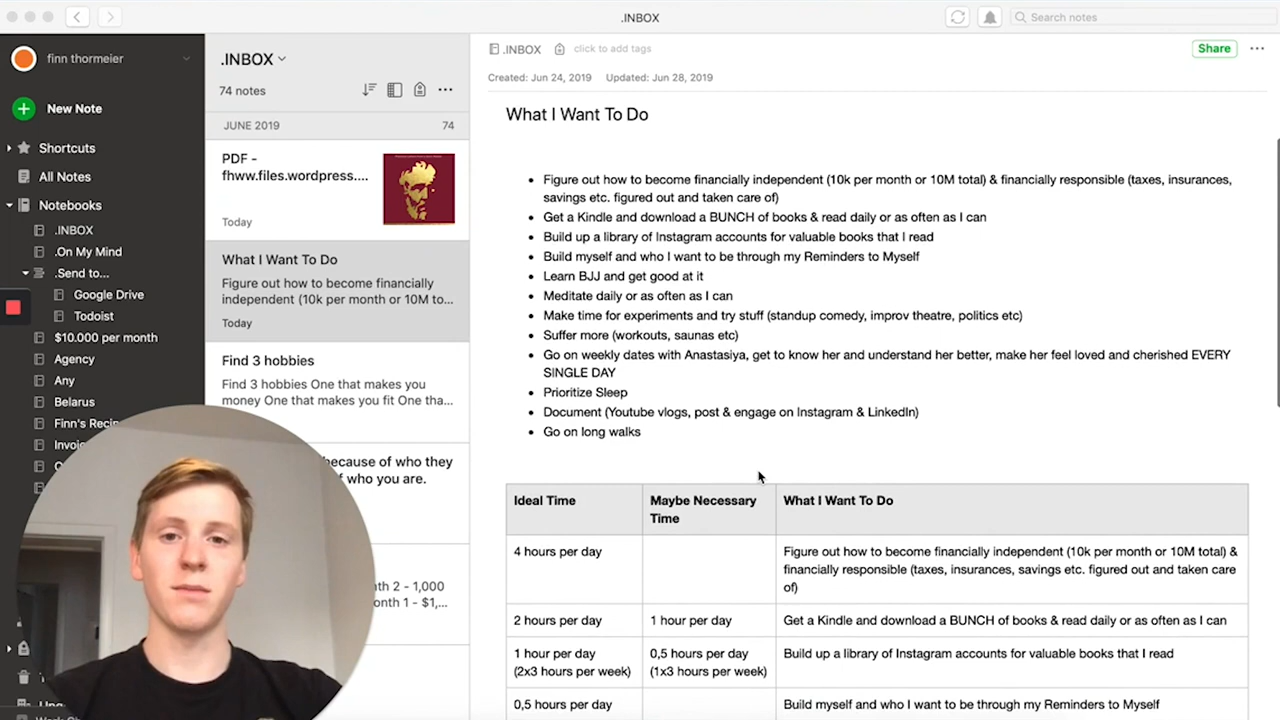 .INBOX
Search notes
finn thormeier
New Note
Shortcuts
All Notes
Notebooks
.INBOX
.On My Mind
.Send to...
Google Drive
Todoist
$10.000 per month
Agency
Any
Belarus
Finn's
.INBOX
74 notes
JUNE 2019
74
PDF -
fhww.files.wordpress....
Today
What I Want To Do
Figure out how to become financially
independent (10k per month or 10M to...
Today
Find 3 hobbies
Find 3 hobbies One that makes you
money One that makes you fit One tha...
because of who they
who you are.
2 - 1,000
onth 1 - $1,...
.INBOX
click to add tags
Share
Created: Jun 24, 2019
Updated: Jun 28, 2019
What I Want To Do
• Figure out how to become financially independent (10k per month or 10M total) & financially responsible (taxes, insurances,
savings etc. figured out and taken care of)
• Get a Kindle and download a BUNCH of books & read daily or as often as I can
• Build up a library of Instagram accounts for valuable books that I read
• Build myself and who I want to be through my Reminders to Myself
• Learn BJJ and get good at it
• Meditate daily or as often as I can
• Make time for experiments and try stuff (standup comedy, improv theatre, politics etc)
• Suffer more (workouts, saunas etc)
• Go on weekly dates with Anastasiya, get to know her and understand her better, make her feel loved and cherished EVERY
SINGLE DAY
• Prioritize Sleep
• Document (Youtube vlogs, post & engage on Instagram & LinkedIn)
• Go on long walks
Ideal Time
Maybe Necessary
Time
What I Want To Do
4 hours per day
Figure out how to become financially independent (10k per month or 10M total) &
financially responsible (taxes, insurances, savings etc. figured out and taken care
of)
2 hours per day
1 hour per day
Get a Kindle and download a BUNCH of books & read daily or as often as I can
1 hour per day
(2x3 hours per week)
0,5 hours per day
(1x3 hours per week)
Build up a library of Instagram accounts for valuable books that I read
0,5 hours per day
Build myself and who I want to be through my Reminders to Myself